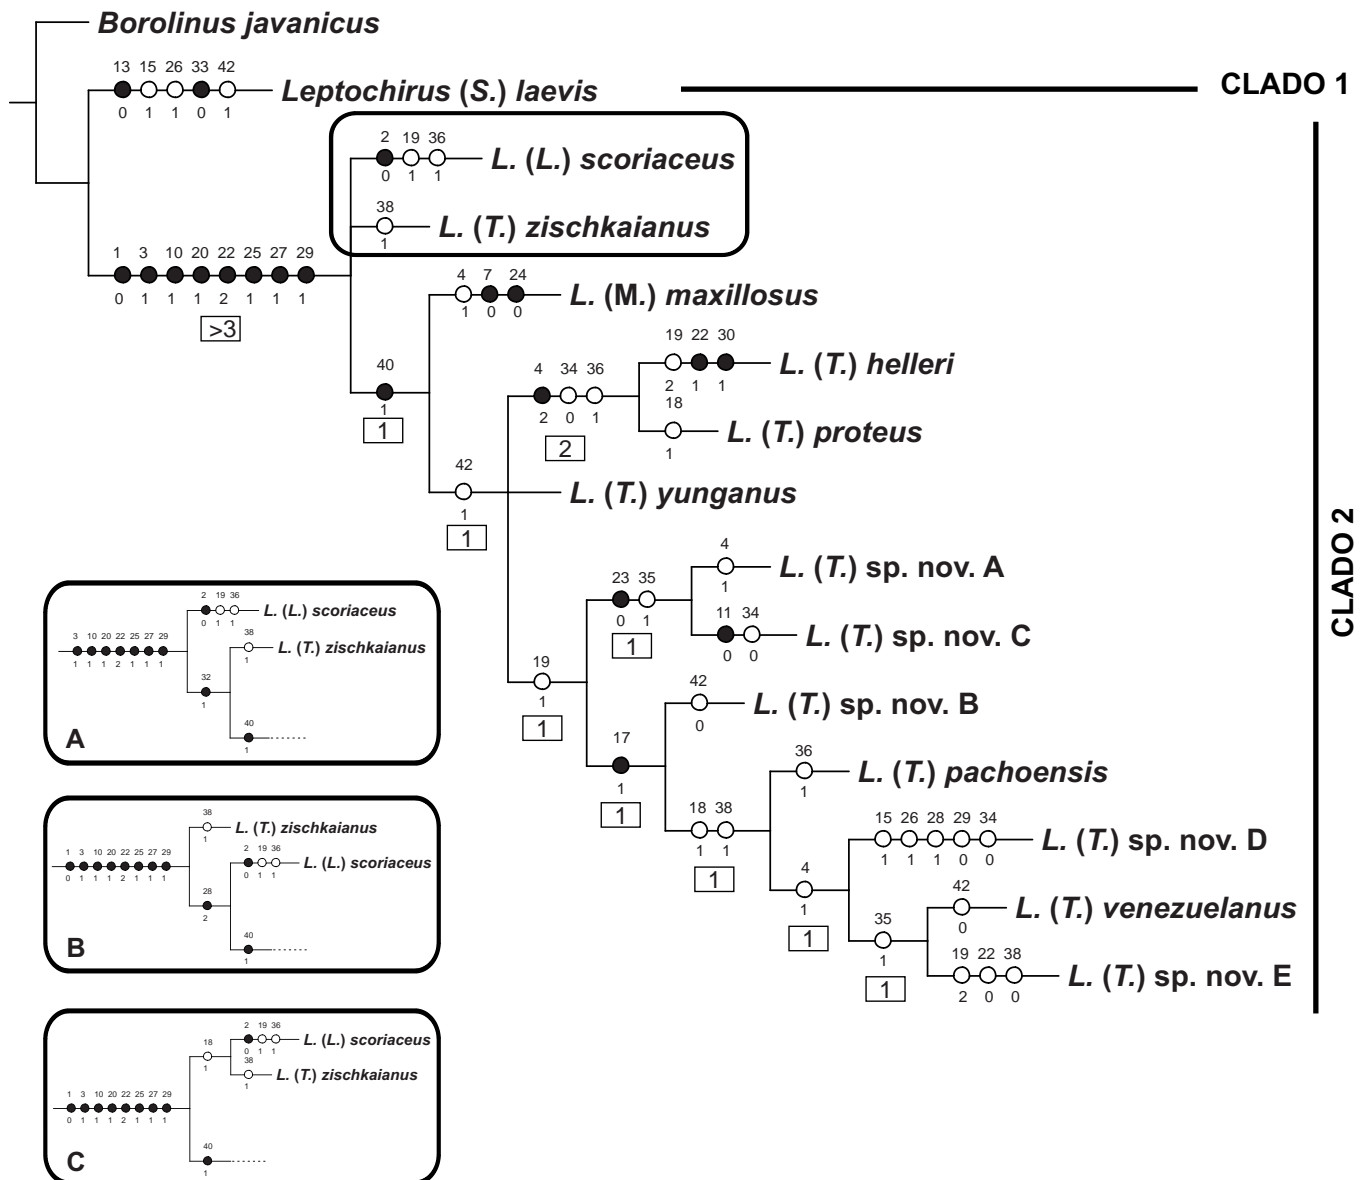 Borolinus javanicus
13 15 26 33 42
Leptochirus (S.) laevis
CLADO 1
0 1 1 0 1
2 19 36
L. (L.) scoriaceus
0 1 1
38
L. (T.) zischkaianus
1
1 3 10 20 22 25 27 29
0 1 1 1 2 1 1 1
>3
4 7 24
L. (M.) maxillosus
1 0 0
40
1
1
19 22 30
L. (T.) helleri
2 1 1
4 34 36
2 0 1
2
18
L. (T.) proteus
1
42
L. (T.) yunganus
1
1
CLADO 2
4
L. (T.) sp. nov. A
1
23 35
0 1
1
11 34
L. (T.) sp. nov. C
0 0
19
1
1
42
L. (T.) sp. nov. B
0
17
1
1
36
L. (T.) pachoensis
1
18 38
1 1
1
15 26 28 29 34
L. (T.) sp. nov. D
1 1 1 0 0
4
1
1
42
L. (T.) venezuelanus
0
35
1
1
19 22 38
L. (T.) sp. nov. E
2 0 0
2 19 36
L. (L.) scoriaceus
0 1 1
3 10 20 22 25 27 29
1 1 1 2 1 1 1
38
L. (T.) zischkaianus
1
32
1
40
1
A
38
L. (T.) zischkaianus
1
1 3 10 20 22 25 27 29
0 1 1 1 2 1 1 1
2 19 36
L. (L.) scoriaceus
0 1 1
28
2
40
1
B
2 19 36
L. (L.) scoriaceus
0 1 1
18
1
38
L. (T.) zischkaianus
1
1 3 10 20 22 25 27 29
0 1 1 1 2 1 1 1
40
1
C